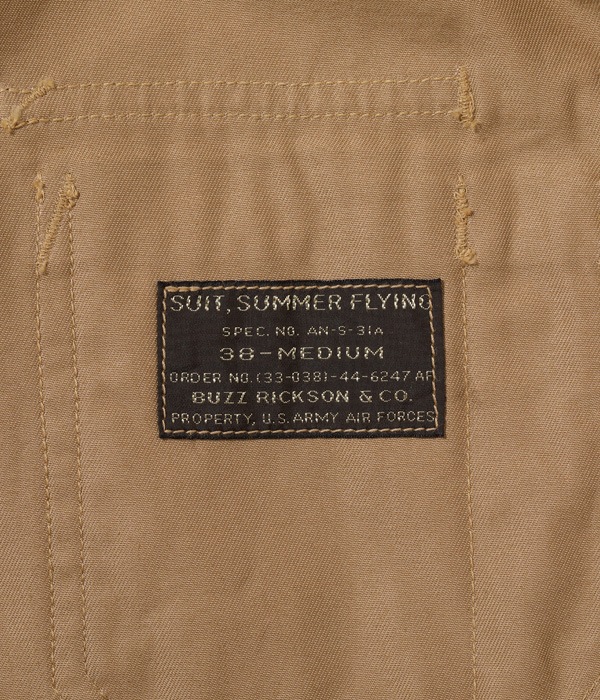 SUIT, SUMMER FLYING
SPEC. NO. AN-S-31A
38-MEDIUM
ORDER NO. (33-038)-44-6247 AF
BUZZ RICKSON & CO.
PROPERTY, U.S. ARMY AIR FORCES